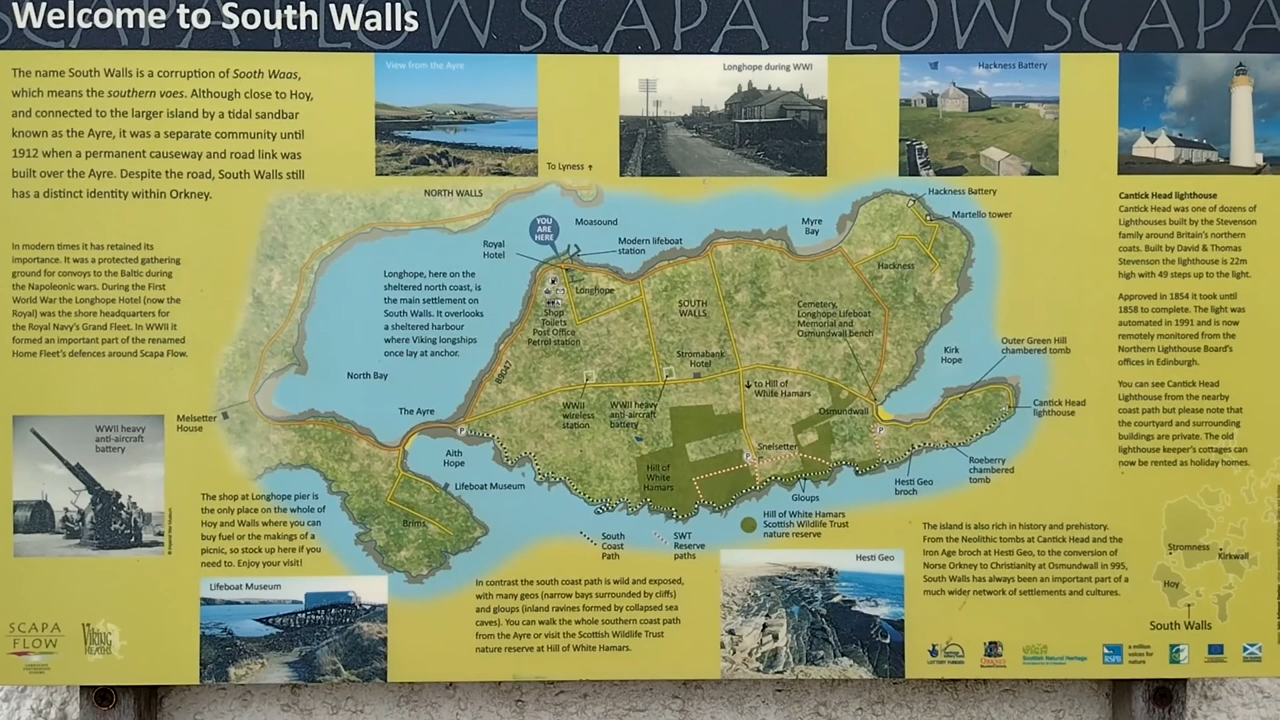 SCAPA FLOW SCAPA FLOW SCAPA
Welcome to South Walls
The name South Walls is a corruption of Sooth Waas,
which means the southern voes. Although close to Hoy,
and connected to the larger island by a tidal sandbar
known as the Ayre, it was a separate community until
1912 when a permanent causeway and road link was
built over the Ayre. Despite the road, South Walls still
has a distinct identity within Orkney.
In modern times it has retained its
importance. It was a protected gathering
ground for convoys to the Baltic during
the Napoleonic wars. During the First
World War the Longhope Hotel (now the
Royal) was the shore headquarters for
the Royal Navy's Grand Fleet. In WWII it
formed an important part of the renamed
Home Fleet's defences around Scapa Flow.
WWII heavy
anti-aircraft
battery
The shop at Longhope pier is
the only place on the whole of
Hoy and Walls where you can
buy fuel or the makings of a
picnic, so stock up here if you
need to. Enjoy your visit!
Lifeboat Museum
SCAPA
FLOW
VIKING
HEATHS
View from the Ayre
Longhope during WWI
Hackness Battery
To Lyness ↑
NORTH WALLS
YOU
ARE
HERE
Moasound
Royal
Hotel
Modern lifeboat
station
Longhope, here on the
sheltered north coast, is
the main settlement on
South Walls. It overlooks
a sheltered harbour
where Viking longships
once lay at anchor.
Longhope
Shop
Toilets
Post Office
Petrol station
B9047
North Bay
Melsetter
House
The Ayre
P
Aith
Hope
Lifeboat Museum
Brims
Myre
Bay
Hackness Battery
Martello tower
Hackness
SOUTH
WALLS
Cemetery,
Longhope Lifeboat
Memorial and
Osmundwall bench
Stromabank
Hotel
WWII
wireless
station
WWII heavy
anti-aircraft
battery
to Hill of
White Hamars
Osmundwall
P
Kirk
Hope
Outer Green Hill
chambered tomb
Cantick Head
lighthouse
Roeberry
chambered
tomb
Hesti Geo
broch
Snelsetter
P
Hill of
White
Hamars
Gloups
South
Coast
Path
SWT
Reserve
paths
Hill of White Hamars
Scottish Wildlife Trust
nature reserve
In contrast the south coast path is wild and exposed,
with many geos (narrow bays surrounded by cliffs)
and gloups (inland ravines formed by collapsed sea
caves). You can walk the whole southern coast path
from the Ayre or visit the Scottish Wildlife Trust
nature reserve at Hill of White Hamars.
Hesti Geo
Cantick Head lighthouse
Cantick Head was one of dozens of
Lighthouses built by the Stevenson
family around Britain's northern
coats. Built by David & Thomas
Stevenson the lighthouse is 22m
high with 49 steps up to the light.
Approved in 1854 it took until
1858 to complete. The light was
automated in 1991 and is now
remotely monitored from the
Northern Lighthouse Board's
offices in Edinburgh.
You can see Cantick Head
Lighthouse from the nearby
coast path but please note that
the courtyard and surrounding
buildings are private. The old
lighthouse keeper's cottages can
now be rented as holiday homes.
The island is also rich in history and prehistory.
From the Neolithic tombs at Cantick Head and the
Iron Age broch at Hesti Geo, to the conversion of
Norse Orkney to Christianity at Osmundwall in 995,
South Walls has always been an important part of a
much wider network of settlements and cultures.
Stromness
Kirkwall
Hoy
South Walls
LOTTERY FUNDED
ORKNEY
Scottish Natural Heritage
RSPB
a million
voices for
nature